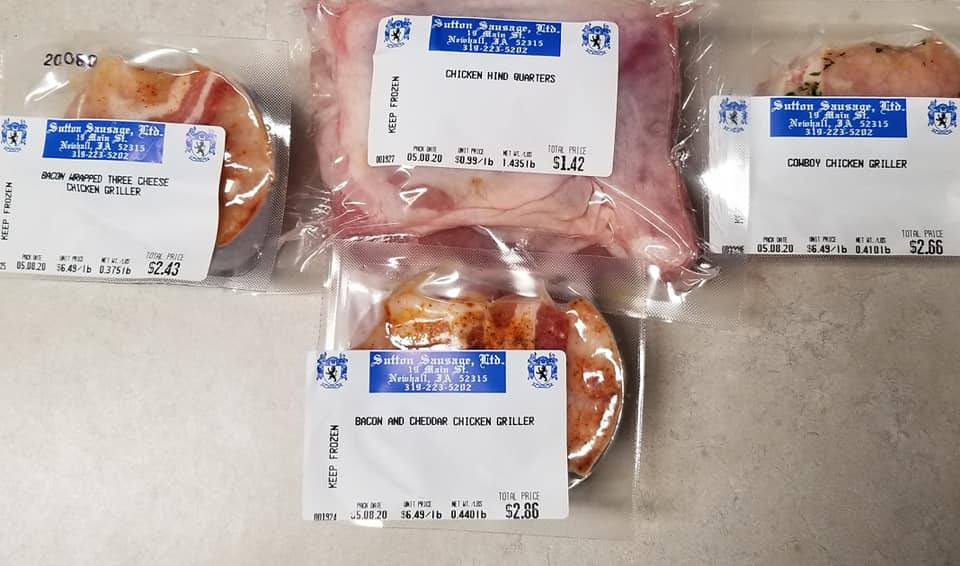 Sutton Sausage, Ltd.
19 Main St.
Newhall, IA 52315
319-223-5202
CHICKEN HIND QUARTERS
KEEP FROZEN
PACK DATE UNIT PRICE NET WT./LBS TOTAL PRICE
001927 05.08.20 $0.99/lb 1.435lb $1.42
20060
Sutton Sausage, Ltd.
19 Main St.
Newhall, IA 52315
319-223-5202
BACON WRAPPED THREE CHEESE
CHICKEN GRILLER
KEEP FROZEN
PACK DATE UNIT PRICE NET WT./LBS TOTAL PRICE
05.08.20 $6.49/lb 0.375lb $2.43
Sutton Sausage, Ltd.
19 Main St.
Newhall, IA 52315
319-223-5202
COWBOY CHICKEN GRILLER
PACK DATE UNIT PRICE NET WT./LBS TOTAL PRICE
05.08.20 $6.49/lb 0.410lb $2.66
Sutton Sausage, Ltd.
19 Main St.
Newhall, IA 52315
319-223-5202
BACON AND CHEDDAR CHICKEN GRILLER
KEEP FROZEN
PACK DATE UNIT PRICE NET WT./LBS TOTAL PRICE
001924 05.08.20 $6.49/lb 0.440lb $2.86